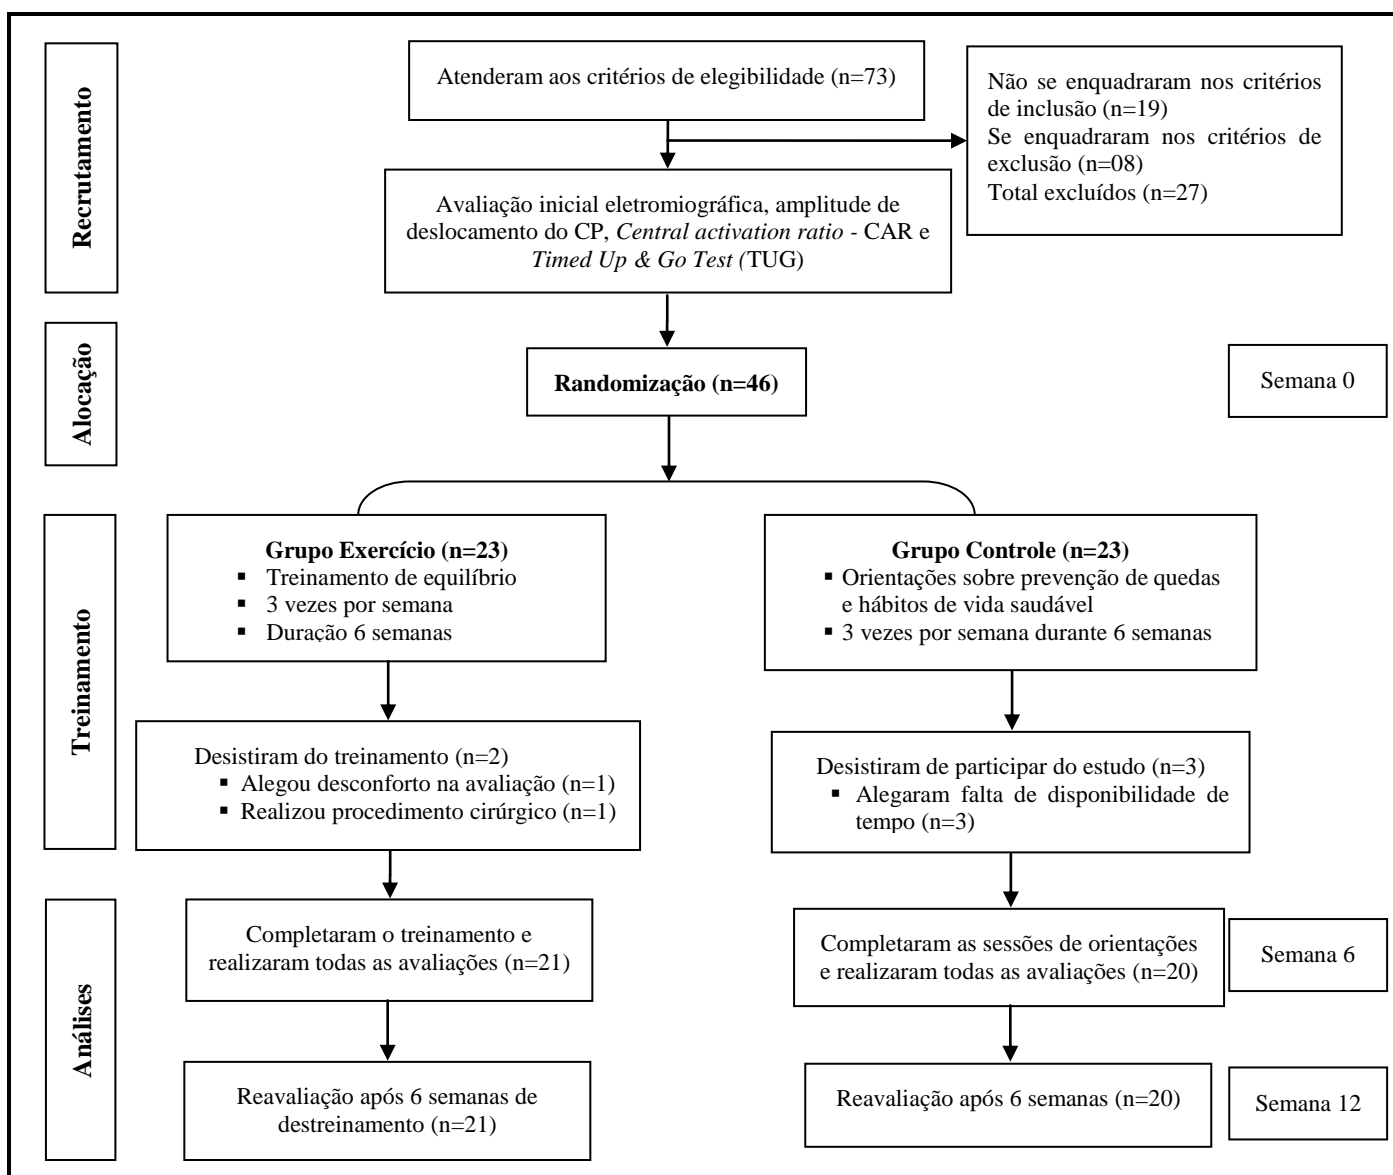 Recrutamento
Atenderam aos critérios de elegibilidade (n=73)
Não se enquadraram nos critérios
de inclusão (n=19)
Se enquadraram nos critérios de
exclusão (n=08)
Total excluídos (n=27)
Avaliação inicial eletromiográfica, amplitude de
deslocamento do CP, Central activation ratio - CAR e
Timed Up & Go Test (TUG)
Alocação
Randomização (n=46)
Semana 0
Treinamento
Grupo Exercício (n=23)
▪ Treinamento de equilíbrio
▪ 3 vezes por semana
▪ Duração 6 semanas
Grupo Controle (n=23)
▪ Orientações sobre prevenção de quedas
e hábitos de vida saudável
▪ 3 vezes por semana durante 6 semanas
Desistiram do treinamento (n=2)
▪ Alegou desconforto na avaliação (n=1)
▪ Realizou procedimento cirúrgico (n=1)
Desistiram de participar do estudo (n=3)
▪ Alegaram falta de disponibilidade de
tempo (n=3)
Análises
Completaram o treinamento e
realizaram todas as avaliações (n=21)
Completaram as sessões de orientações
e realizaram todas as avaliações (n=20)
Semana 6
Reavaliação após 6 semanas de
destreinamento (n=21)
Reavaliação após 6 semanas (n=20)
Semana 12